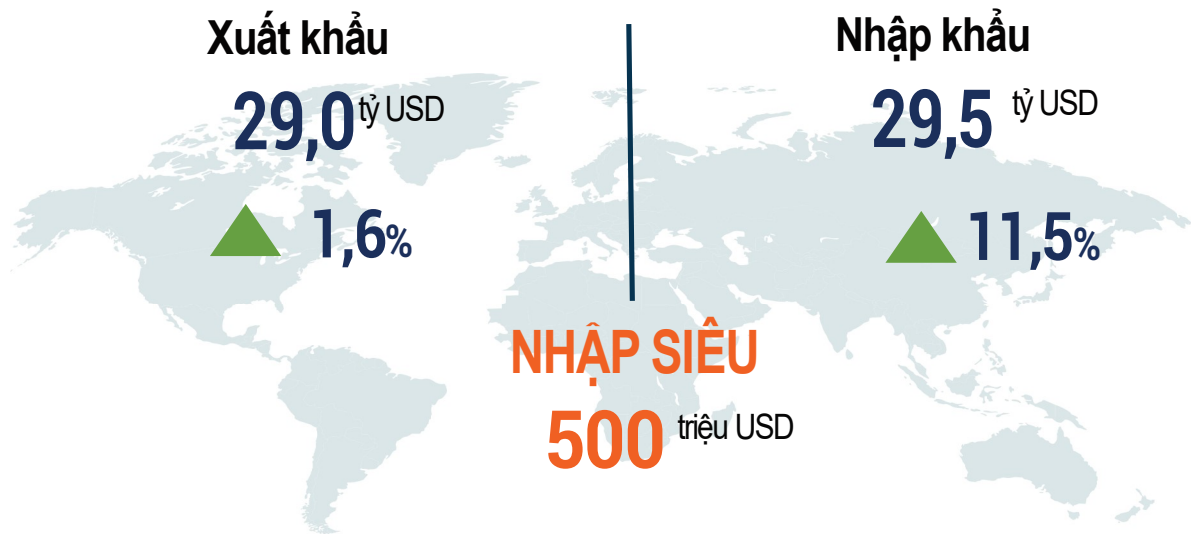 Xuất khẩu
29,0 tỷ USD
1,6%
Nhập khẩu
29,5 tỷ USD
11,5%
NHẬP SIÊU
500 triệu USD